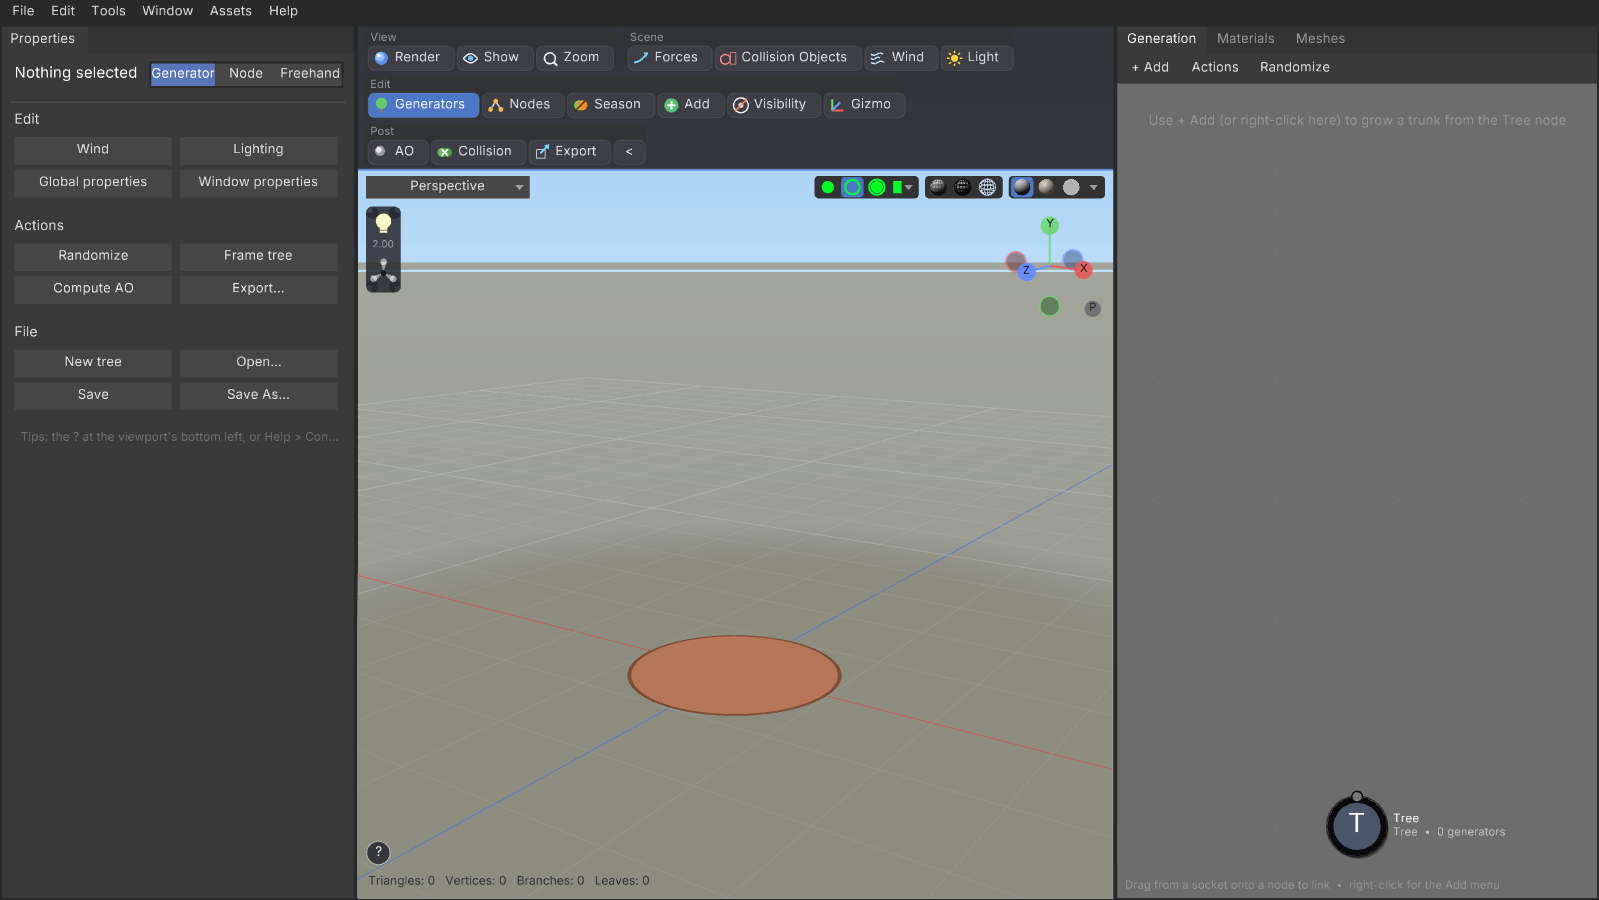 File Edit Tools Window Assets Help
Properties
Nothing selected Generator Node Freehand
Edit
Wind Lighting
Global properties Window properties
Actions
Randomize Frame tree
Compute AO Export...
File
New tree Open...
Save Save As...
Tips: the ? at the viewport's bottom left, or Help > Con...
View Scene
Render Show Zoom Forces Collision Objects Wind Light
Edit
Generators Nodes Season Add Visibility Gizmo
Post
AO Collision Export <
Perspective
2.00
Y
Z X
P
?
Triangles: 0 Vertices: 0 Branches: 0 Leaves: 0
Generation Materials Meshes
+ Add Actions Randomize
Use + Add (or right-click here) to grow a trunk from the Tree node
T
Tree
Tree • 0 generators
Drag from a socket onto a node to link • right-click for the Add menu